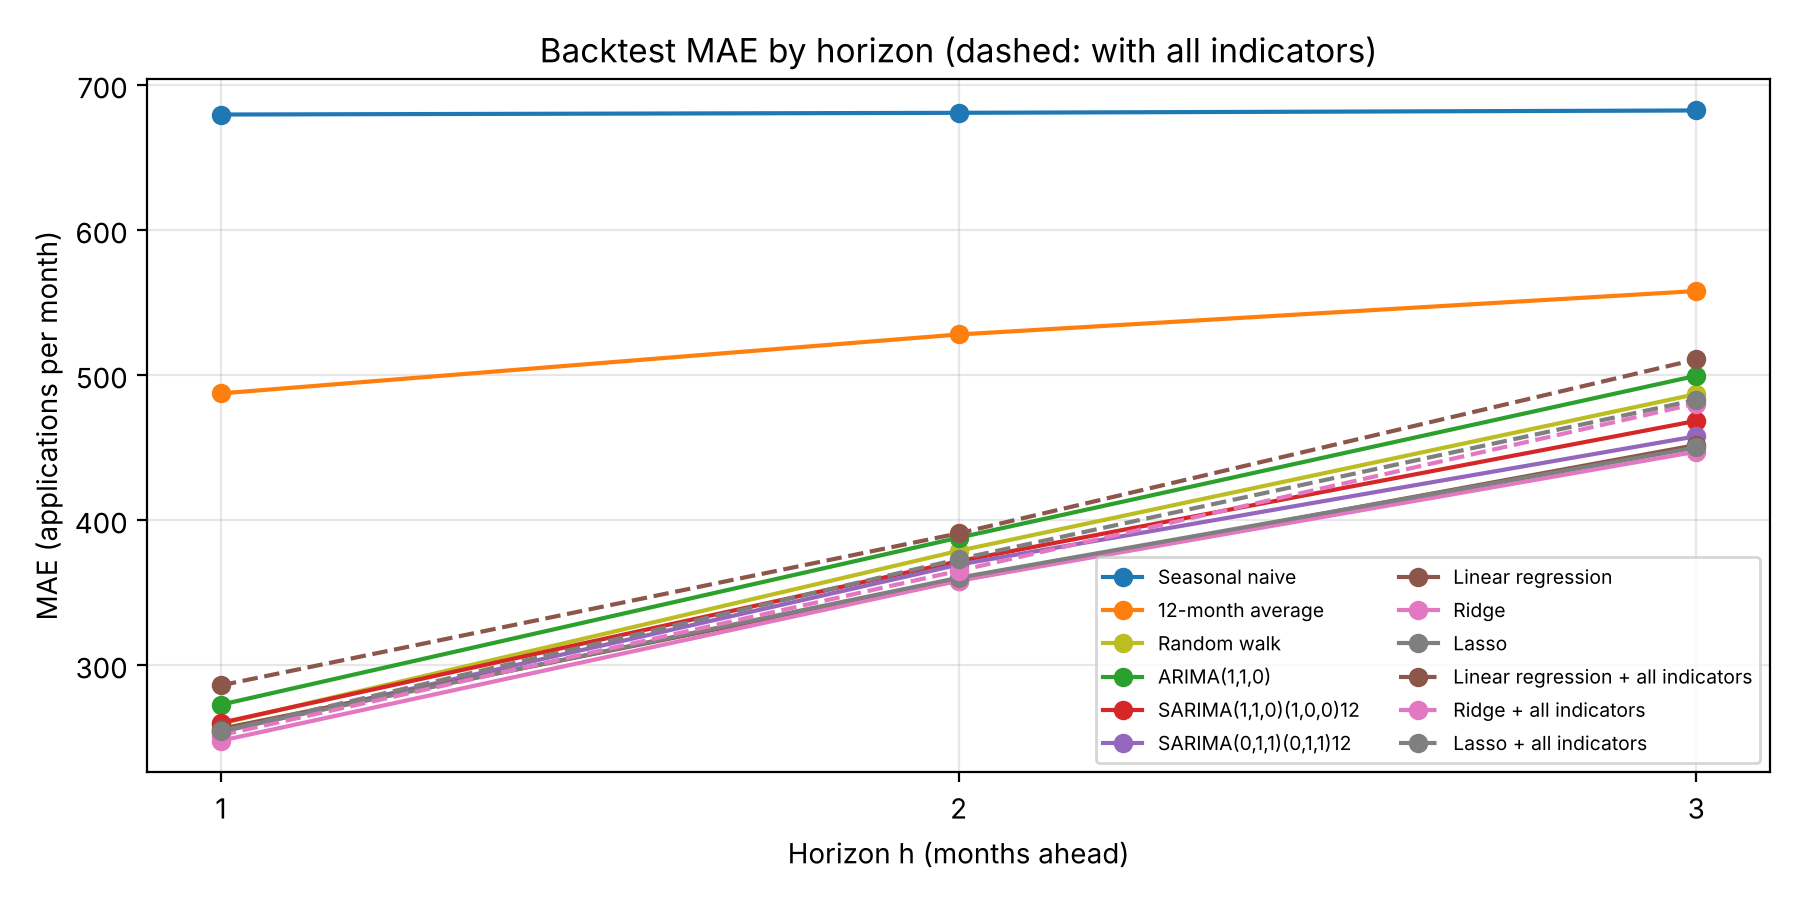 Backtest MAE by horizon (dashed: with all indicators)
700
600
500
400
300
MAE (applications per month)
1
2
3
Horizon h (months ahead)
Seasonal naive
12-month average
Random walk
ARIMA(1,1,0)
SARIMA(1,1,0)(1,0,0)12
SARIMA(0,1,1)(0,1,1)12
Linear regression
Ridge
Lasso
Linear regression + all indicators
Ridge + all indicators
Lasso + all indicators